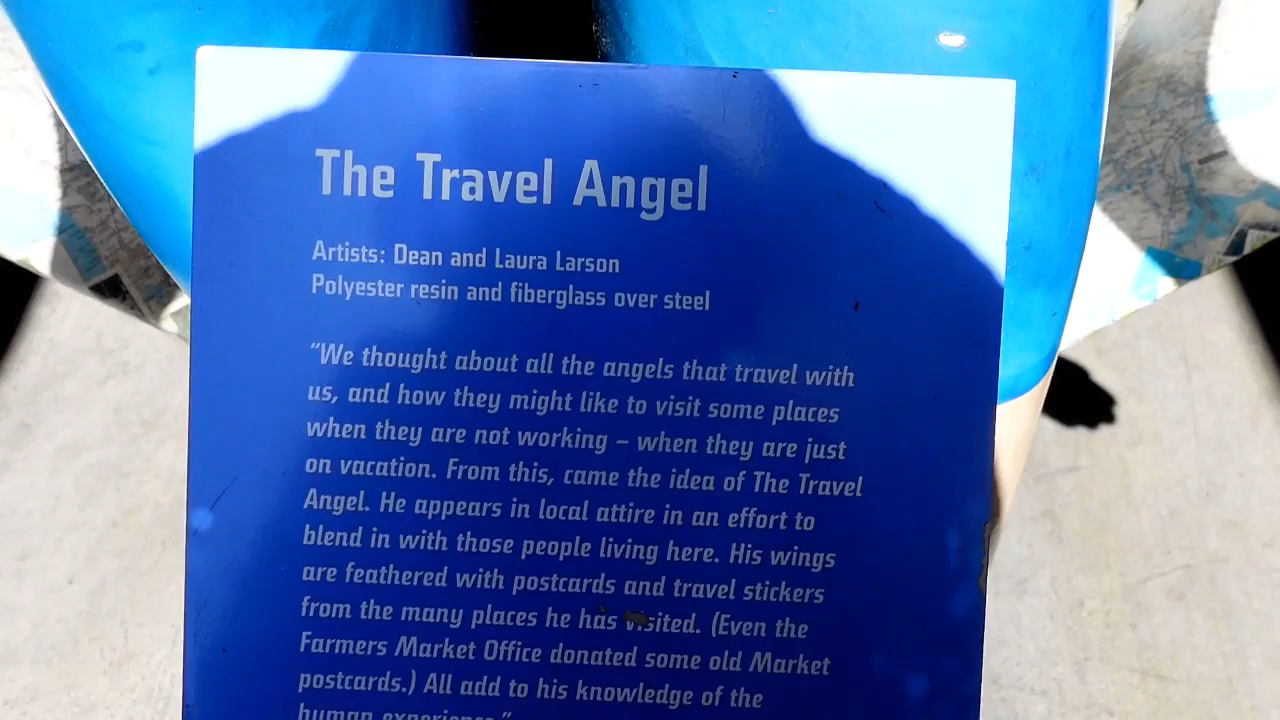 The Travel Angel
Artists: Dean and Laura Larson
Polyester resin and fiberglass over steel
“We thought about all the angels that travel with
us, and how they might like to visit some places
when they are not working – when they are just
on vacation. From this, came the idea of The Travel
Angel. He appears in local attire in an effort to
blend in with those people living here. His wings
are feathered with postcards and travel stickers
from the many places he has visited. (Even the
Farmers Market Office donated some old Market
postcards.) All add to his knowledge of the
human experience.”